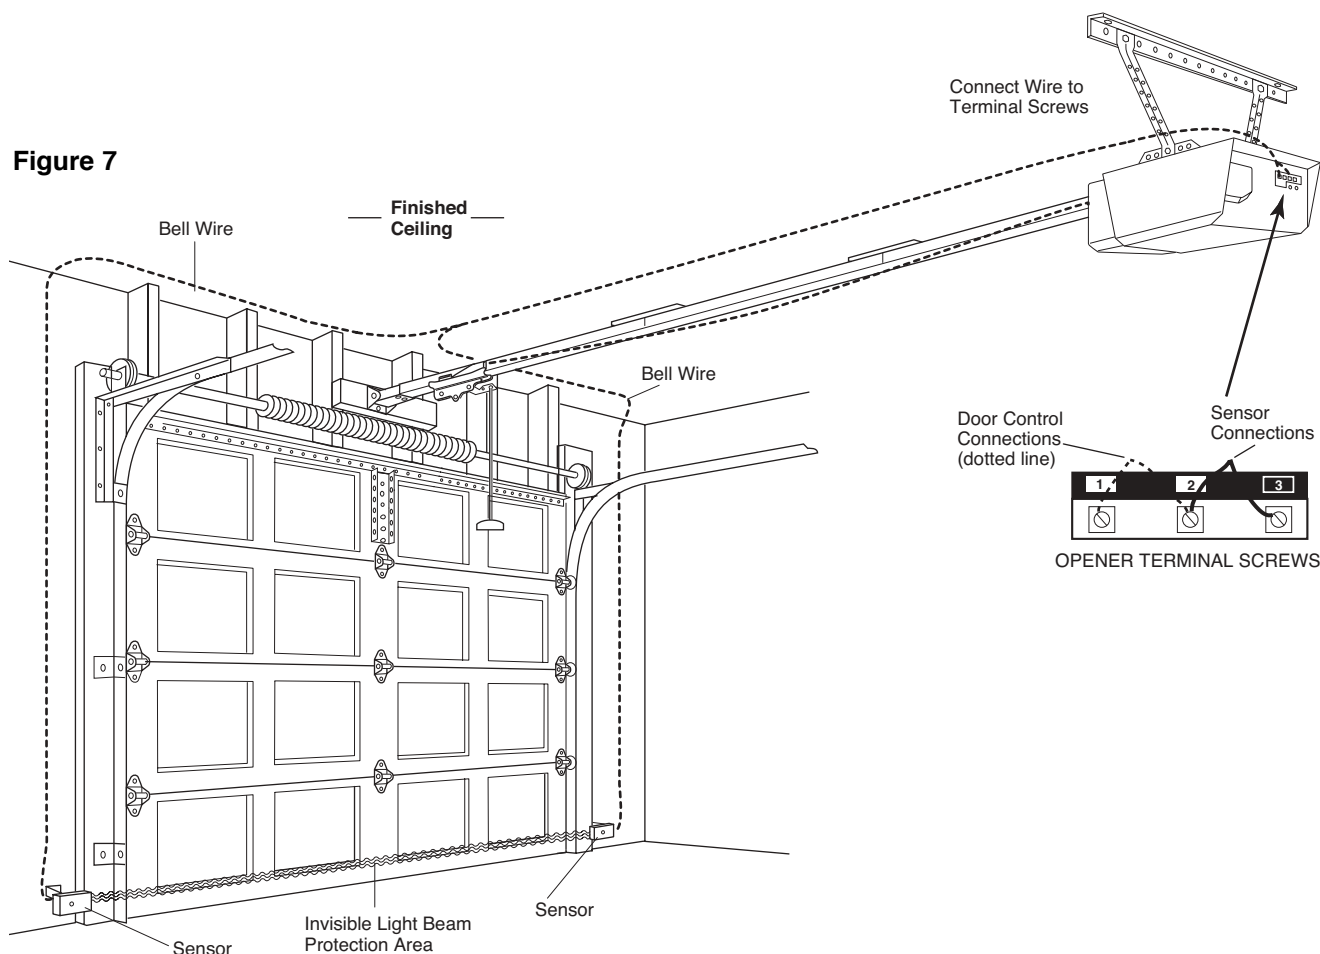 Connect Wire to
Terminal Screws
Figure 7
Finished
Ceiling
Bell Wire
Bell Wire
Door Control
Connections
(dotted line)
Sensor
Connections
1
2
3
OPENER TERMINAL SCREWS
Sensor
Invisible Light Beam
Protection Area
Sensor